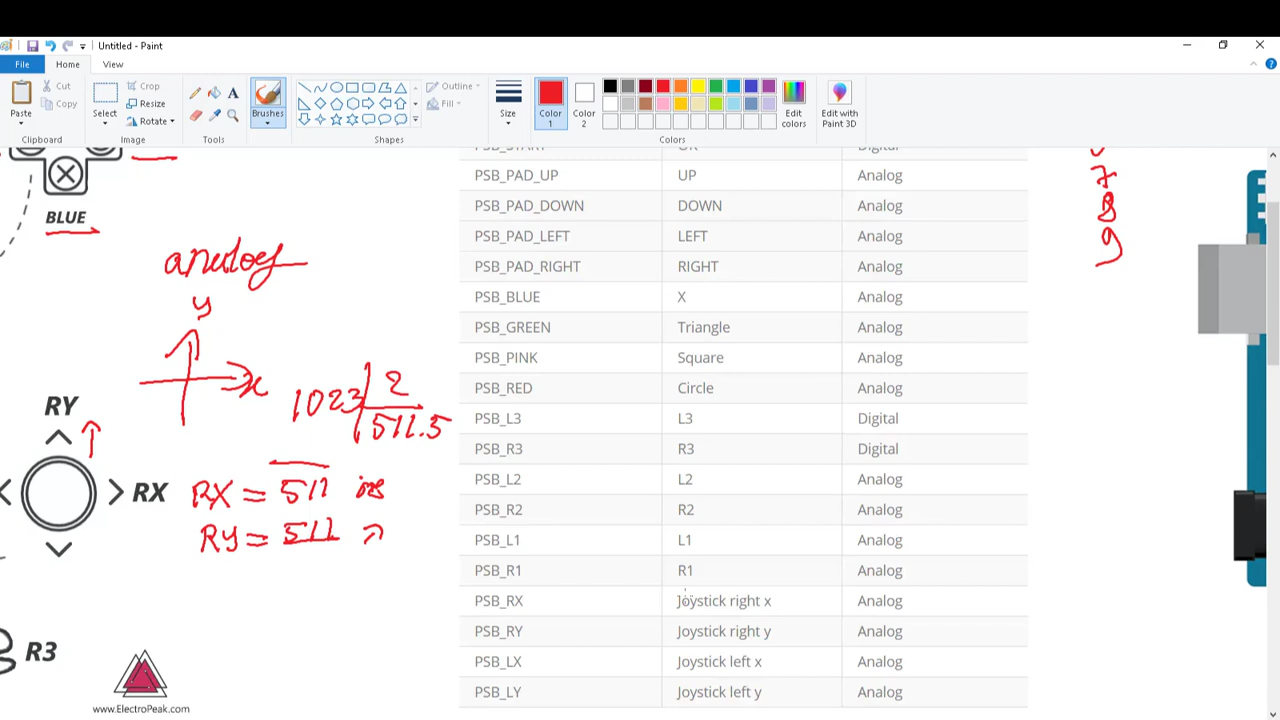 Untitled - Paint
File Home View
Paste
Cut
Copy
Clipboard
Select
Crop
Resize
Rotate
Image
A
Tools
Brushes
Outline
Fill
Shapes
Size
Color 1
Color 2
Edit colors
Edit with Paint 3D
Colors
PSB_START Digital
PSB_PAD_UP UP Analog
PSB_PAD_DOWN DOWN Analog
PSB_PAD_LEFT LEFT Analog
PSB_PAD_RIGHT RIGHT Analog
PSB_BLUE X Analog
PSB_GREEN Triangle Analog
PSB_PINK Square Analog
PSB_RED Circle Analog
PSB_L3 L3 Digital
PSB_R3 R3 Digital
PSB_L2 L2 Analog
PSB_R2 R2 Analog
PSB_L1 L1 Analog
PSB_R1 R1 Analog
PSB_RX Joystick right x Analog
PSB_RY Joystick right y Analog
PSB_LX Joystick left x Analog
PSB_LY Joystick left y Analog
BLUE
analog
y
x
1023 2
511.5
RY
RX
RX = 511
RY = 511
R3
www.ElectroPeak.com
7
8
9